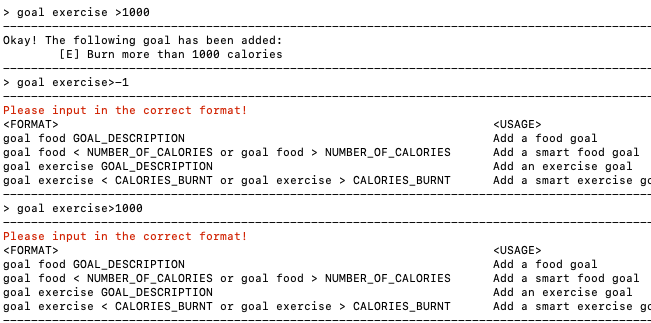 > goal exercise >1000
Okay! The following goal has been added:
[E] Burn more than 1000 calories
> goal exercise>-1
Please input in the correct format!
<FORMAT> <USAGE>
goal food GOAL_DESCRIPTION Add a food goal
goal food < NUMBER_OF_CALORIES or goal food > NUMBER_OF_CALORIES Add a smart food goal
goal exercise GOAL_DESCRIPTION Add an exercise goal
goal exercise < CALORIES_BURNT or goal exercise > CALORIES_BURNT Add a smart exercise go
> goal exercise>1000
Please input in the correct format!
<FORMAT> <USAGE>
goal food GOAL_DESCRIPTION Add a food goal
goal food < NUMBER_OF_CALORIES or goal food > NUMBER_OF_CALORIES Add a smart food goal
goal exercise GOAL_DESCRIPTION Add an exercise goal
goal exercise < CALORIES_BURNT or goal exercise > CALORIES_BURNT Add a smart exercise go